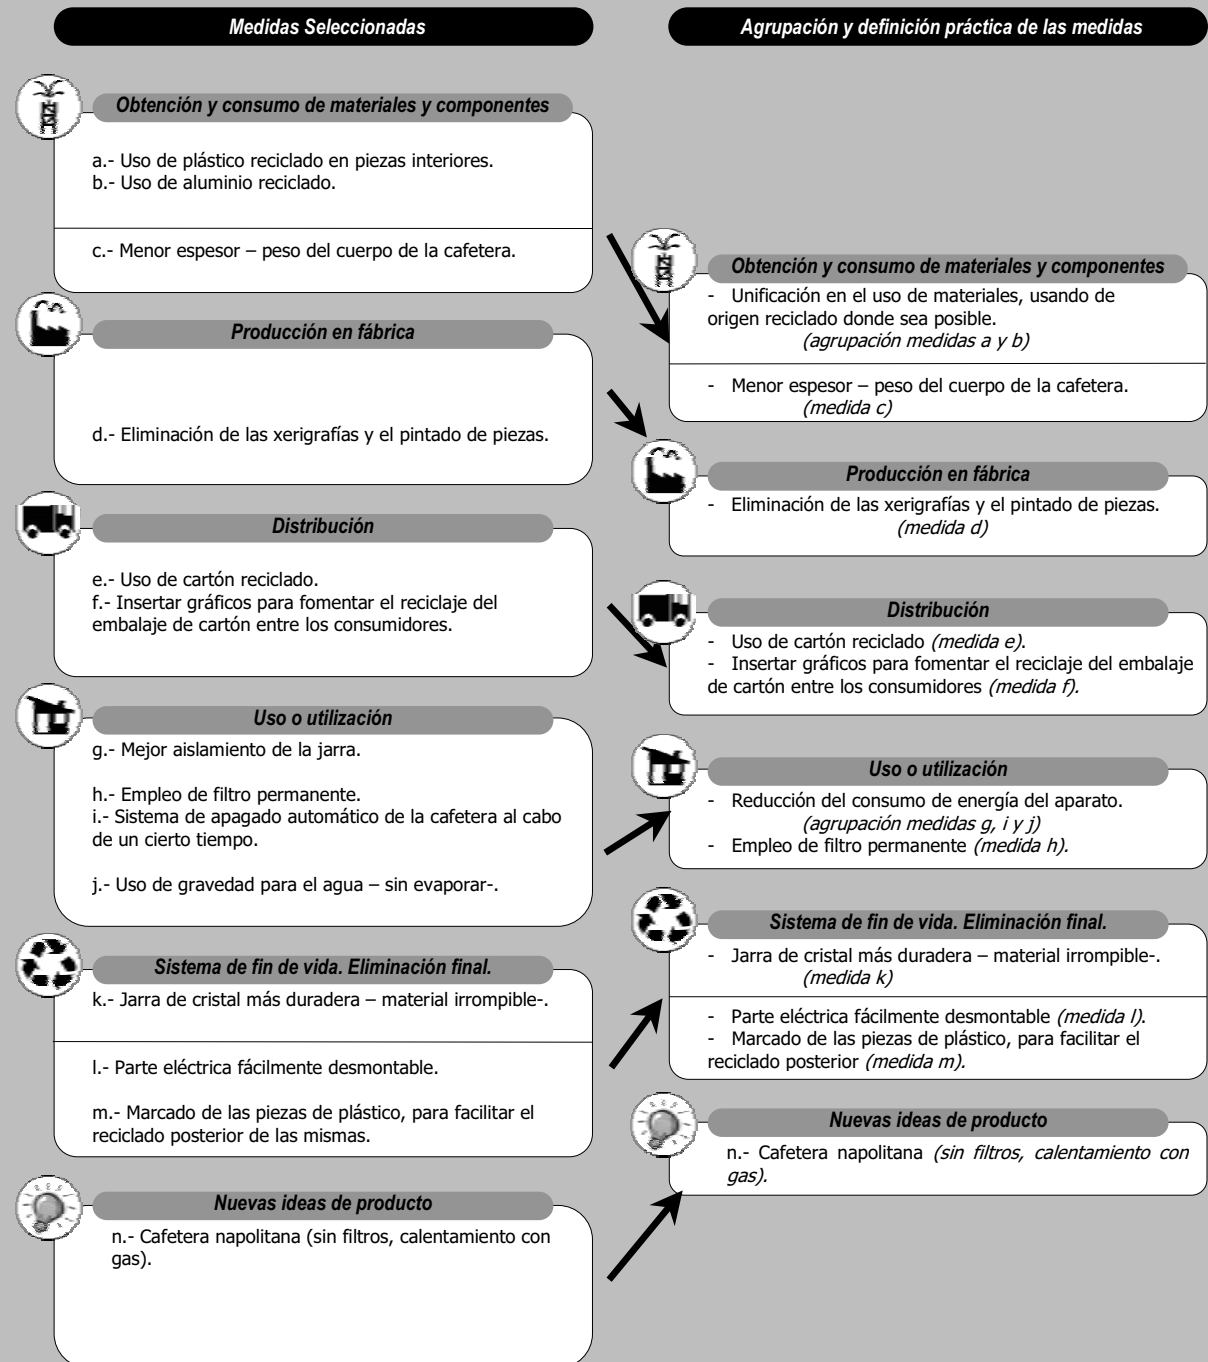 Medidas Seleccionadas
Obtención y consumo de materiales y componentes
a.- Uso de plástico reciclado en piezas interiores.
b.- Uso de aluminio reciclado.
c.- Menor espesor – peso del cuerpo de la cafetera.
Producción en fábrica
d.- Eliminación de las xerigrafías y el pintado de piezas.
Distribución
e.- Uso de cartón reciclado.
f.- Insertar gráficos para fomentar el reciclaje del
embalaje de cartón entre los consumidores.
Uso o utilización
g.- Mejor aislamiento de la jarra.
h.- Empleo de filtro permanente.
i.- Sistema de apagado automático de la cafetera al cabo
de un cierto tiempo.
j.- Uso de gravedad para el agua – sin evaporar-.
Sistema de fin de vida. Eliminación final.
k.- Jarra de cristal más duradera – material irrompible-.
l.- Parte eléctrica fácilmente desmontable.
m.- Marcado de las piezas de plástico, para facilitar el
reciclado posterior de las mismas.
Nuevas ideas de producto
n.- Cafetera napolitana (sin filtros, calentamiento con
gas).
Agrupación y definición práctica de las medidas
Obtención y consumo de materiales y componentes
- Unificación en el uso de materiales, usando de
origen reciclado donde sea posible.
(agrupación medidas a y b)
- Menor espesor – peso del cuerpo de la cafetera.
(medida c)
Producción en fábrica
- Eliminación de las xerigrafías y el pintado de piezas.
(medida d)
Distribución
- Uso de cartón reciclado (medida e).
- Insertar gráficos para fomentar el reciclaje del embalaje
de cartón entre los consumidores (medida f).
Uso o utilización
- Reducción del consumo de energía del aparato.
(agrupación medidas g, i y j)
- Empleo de filtro permanente (medida h).
Sistema de fin de vida. Eliminación final.
- Jarra de cristal más duradera – material irrompible-.
(medida k)
- Parte eléctrica fácilmente desmontable (medida l).
- Marcado de las piezas de plástico, para facilitar el
reciclado posterior (medida m).
Nuevas ideas de producto
n.- Cafetera napolitana (sin filtros, calentamiento con
gas).